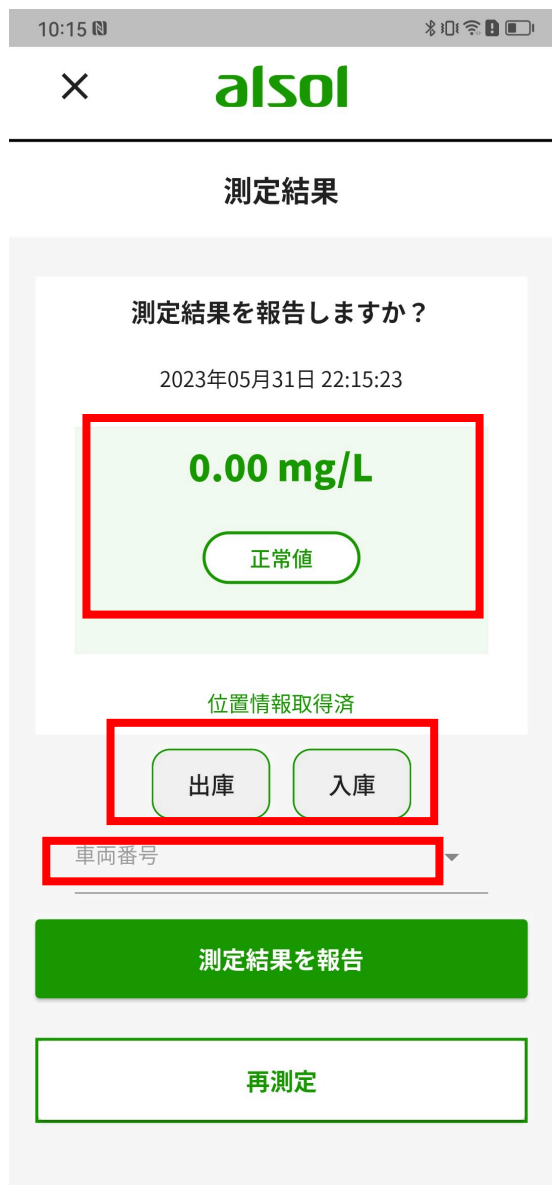 10:15
alsol
測定結果
測定結果を報告しますか？
2023年05月31日 22:15:23
0.00 mg/L
正常値
位置情報取得済
出庫 入庫
車両番号
測定結果を報告
再測定